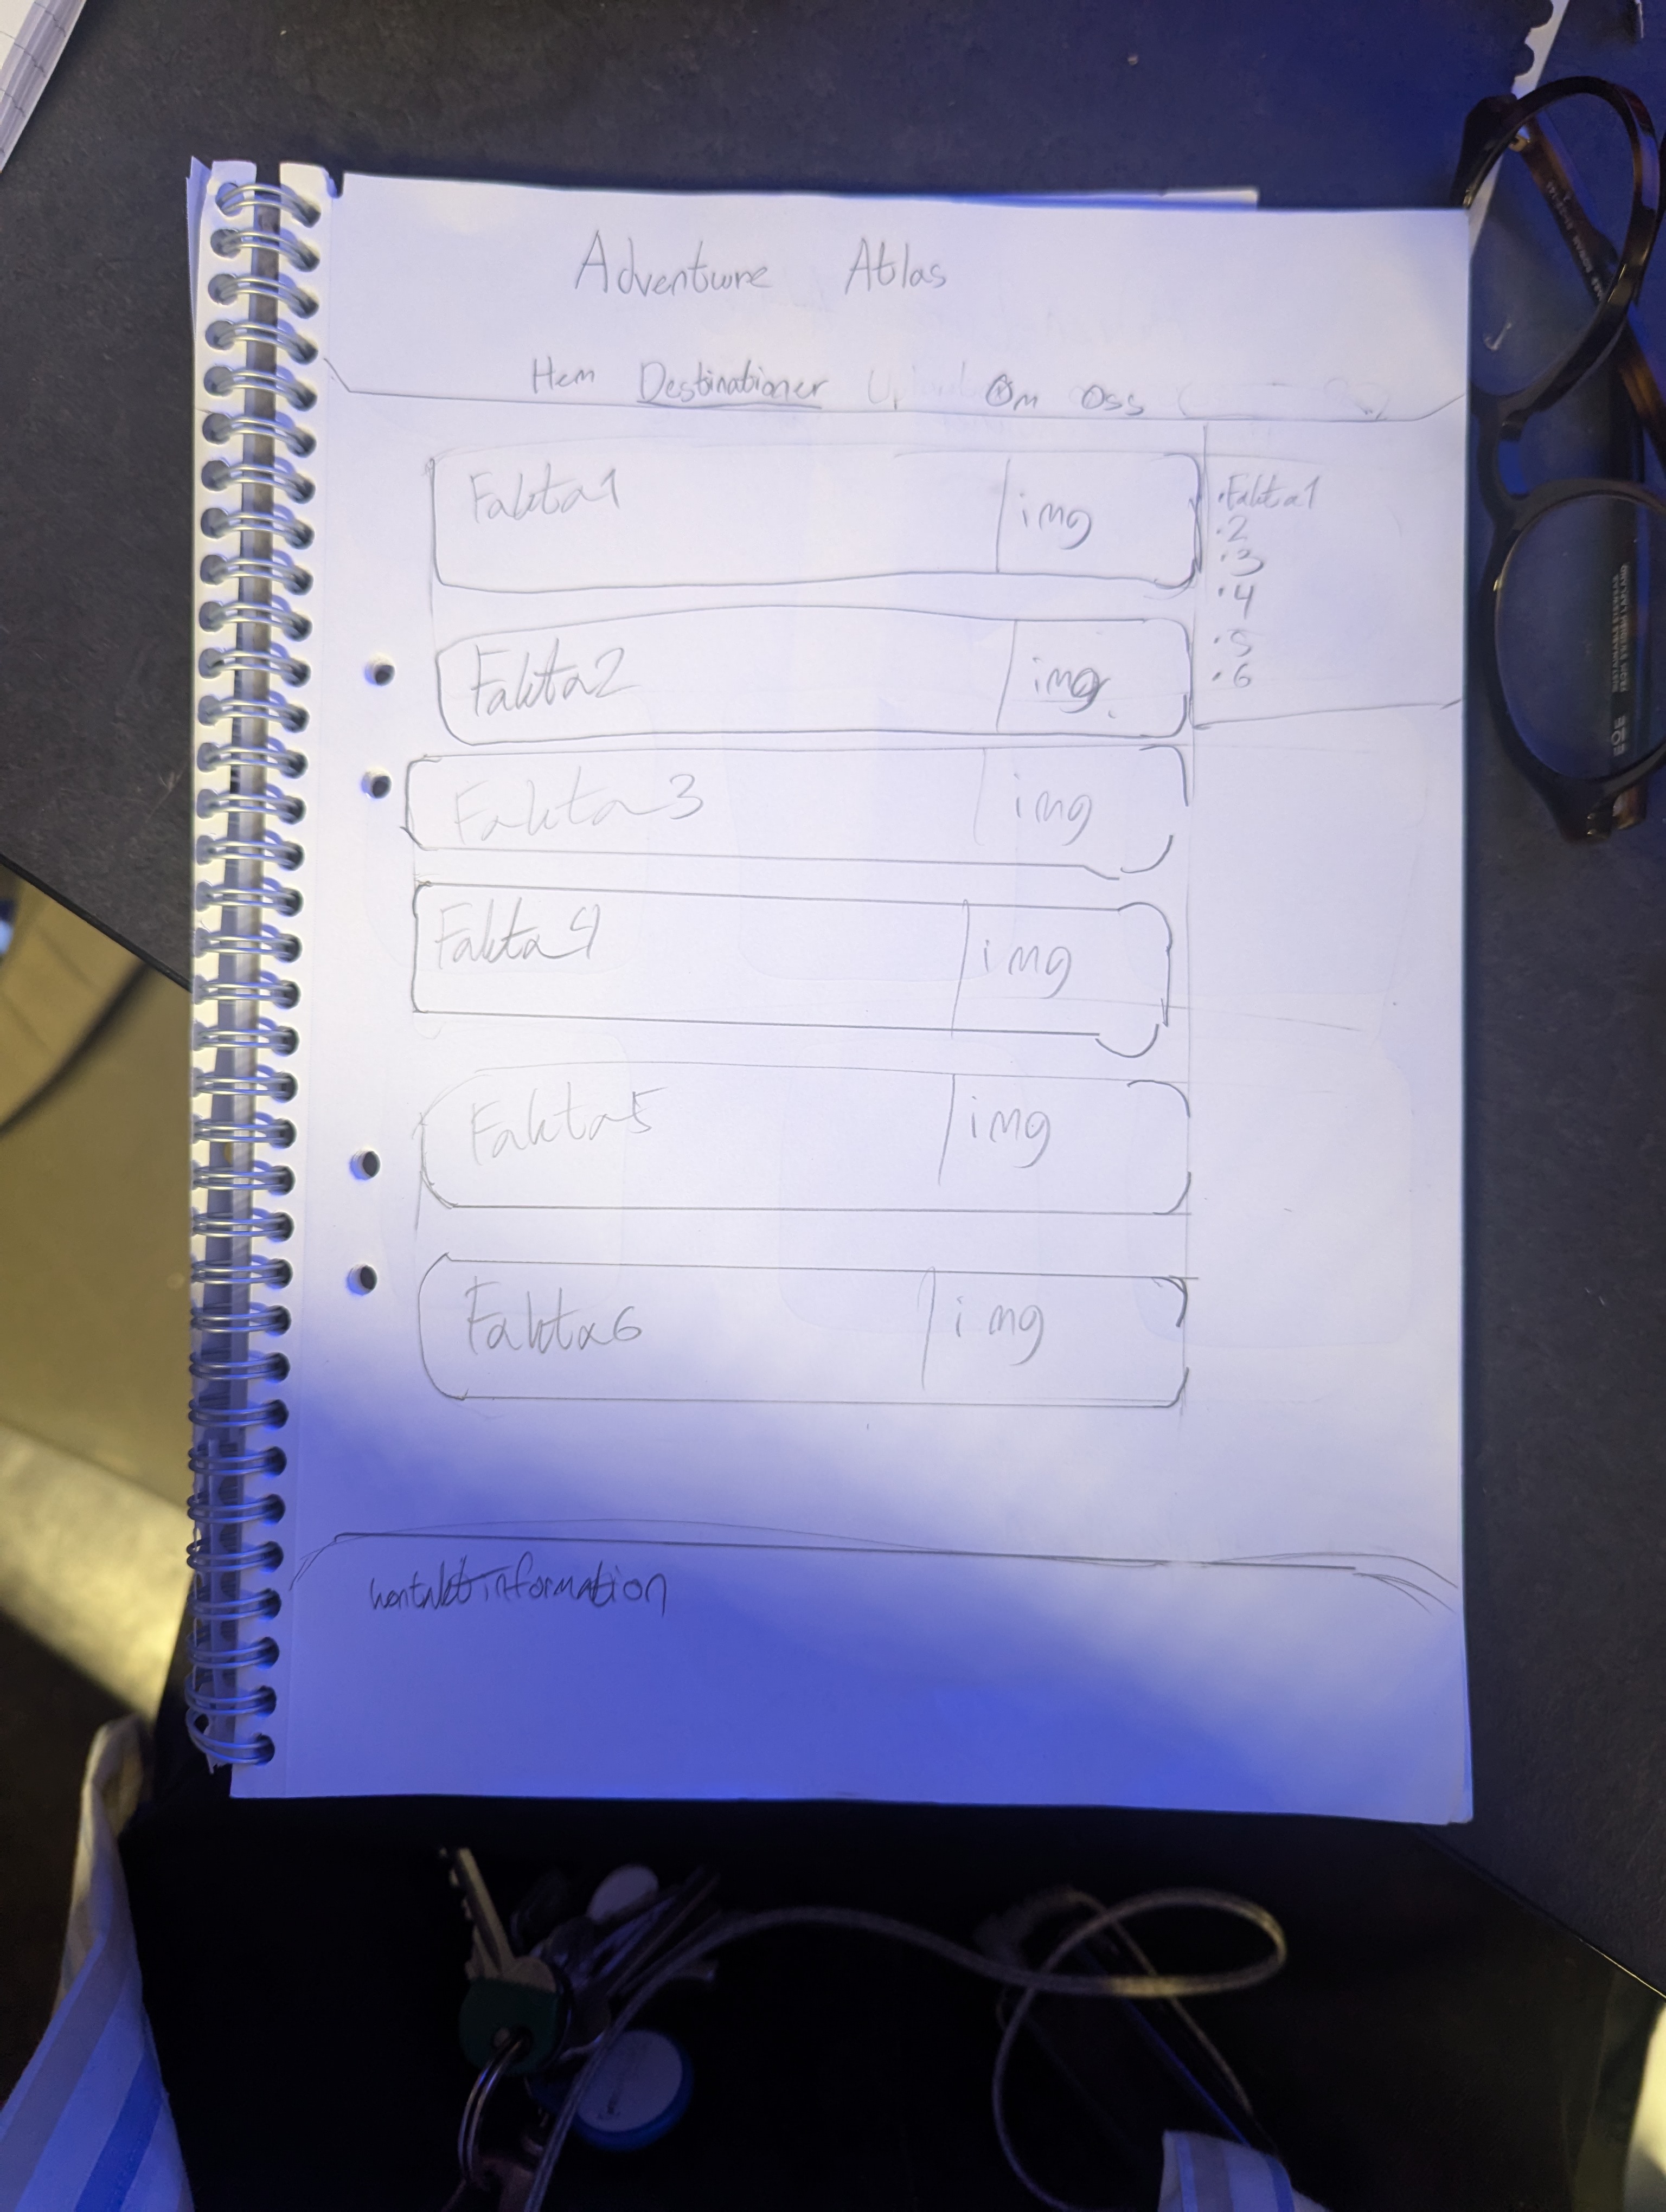 Adventure Atlas
Hem Destinationer Om Oss
Fakta1
img
Fakta2
img
Fakta3
img
Fakta4
img
Fakta5
img
Fakta6
img
•Fakta1
•2
•3
•4
•5
•6
kontaktinformation